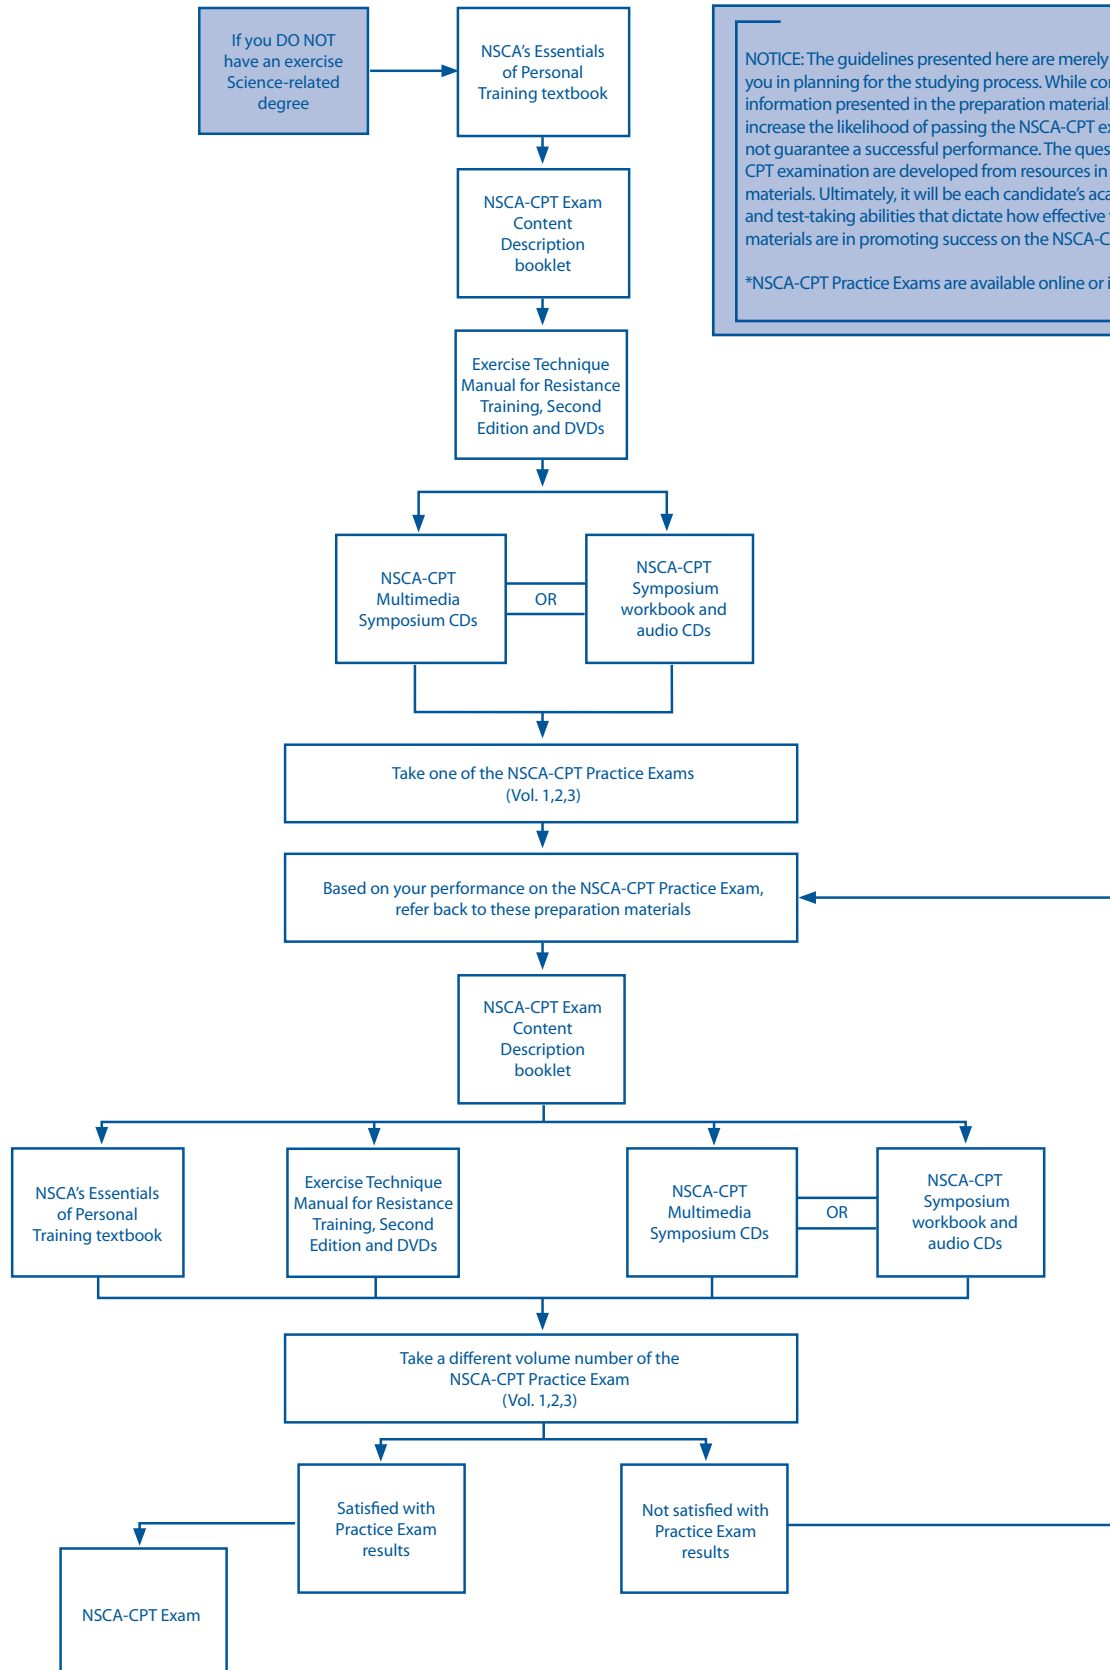 If you DO NOT
have an exercise
Science-related
degree
NSCA's Essentials
of Personal
Training textbook
NOTICE: The guidelines presented here are merely
you in planning for the studying process. While
information presented in the preparation
increase the likelihood of passing the NSCA-CPT
not guarantee a successful performance. The
CPT examination are developed from resources in
materials. Ultimately, it will be each candidate's
and test-taking abilities that dictate how effective
materials are in promoting success on the
*NSCA-CPT Practice Exams are available online or
NSCA-CPT Exam
Content
Description
booklet
Exercise Technique
Manual for Resistance
Training, Second
Edition and DVDs
NSCA-CPT
Multimedia
Symposium CDs
OR
NSCA-CPT
Symposium
workbook and
audio CDs
Take one of the NSCA-CPT Practice Exams
(Vol. 1,2,3)
Based on your performance on the NSCA-CPT Practice Exam,
refer back to these preparation materials
NSCA-CPT Exam
Content
Description
booklet
NSCA's Essentials
of Personal
Training textbook
Exercise Technique
Manual for Resistance
Training, Second
Edition and DVDs
NSCA-CPT
Multimedia
Symposium CDs
OR
NSCA-CPT
Symposium
workbook and
audio CDs
Take a different volume number of the
NSCA-CPT Practice Exam
(Vol. 1,2,3)
Satisfied with
Practice Exam
results
Not satisfied with
Practice Exam
results
NSCA-CPT Exam